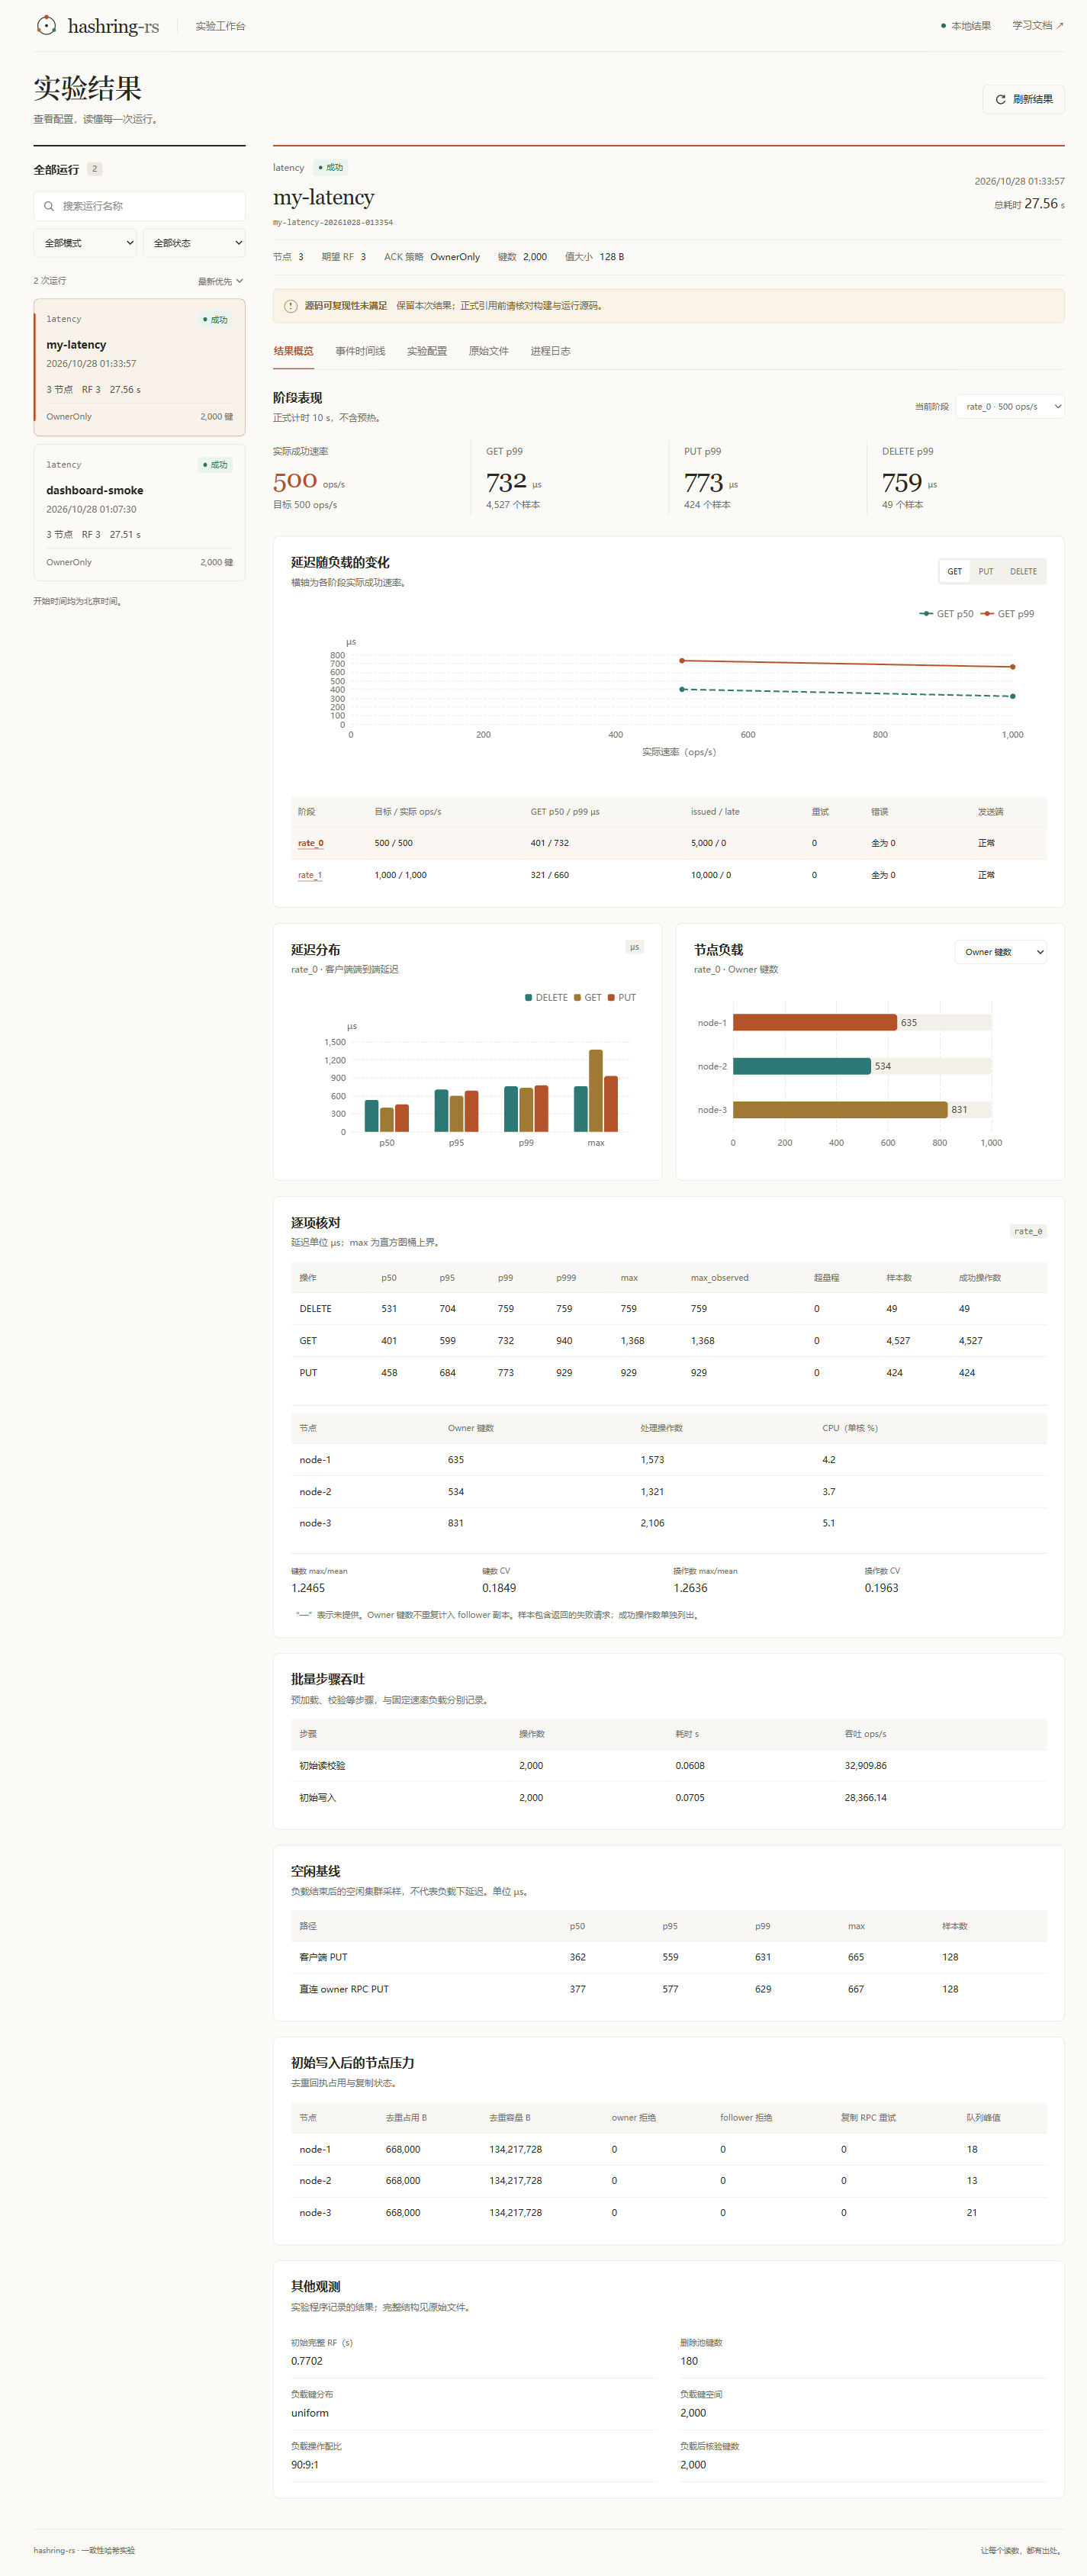 hashring-rs 实验工作台 本地结果 学习文档 ↗
实验结果
查看配置，读懂每一次运行。
刷新结果
全部运行 2
搜索运行名称
全部模式 全部状态
2 次运行 最新优先
latency 成功
my-latency
2026/10/28 01:33:57
3 节点 RF 3 27.56 s
OwnerOnly 2,000 键
latency 成功
dashboard-smoke
2026/10/28 01:07:30
3 节点 RF 3 27.51 s
OwnerOnly 2,000 键
开始时间均为北京时间。
latency 成功
my-latency
my-latency-20261028-013354
2026/10/28 01:33:57
总耗时 27.56 s
节点 3 期望 RF 3 ACK 策略 OwnerOnly 键数 2,000 值大小 128 B
源码可复现性未满足 保留本次结果；正式引用前请核对构建与运行源码。
结果概览 事件时间线 实验配置 原始文件 进程日志
阶段表现
正式计时 10 s，不含预热。
当前阶段 rate_0 · 500 ops/s
实际成功速率 GET p99 PUT p99 DELETE p99
500 ops/s 732 μs 773 μs 759 μs
目标 500 ops/s 4,527 个样本 424 个样本 49 个样本
延迟随负载的变化
横轴为各阶段实际成功速率。
GET PUT DELETE
GET p50 GET p99
μs
800
700
600
500
400
300
200
100
0
0 200 400 600 800 1,000
实际速率（ops/s）
阶段 目标 / 实际 ops/s GET p50 / p99 μs issued / late 重试 错误 发送端
rate_0 500 / 500 401 / 732 5,000 / 0 0 全为 0 正常
rate_1 1,000 / 1,000 321 / 660 10,000 / 0 0 全为 0 正常
延迟分布 μs
rate_0 · 客户端端到端延迟
DELETE GET PUT
μs
1,500
1,200
900
600
300
0
p50 p95 p99 max
节点负载 Owner 键数
rate_0 · Owner 键数
node-1 635
node-2 534
node-3 831
0 200 400 600 800 1,000
逐项核对
延迟单位 μs；max 为直方图桶上界。
rate_0
操作 p50 p95 p99 p999 max max_observed 超量程 样本数 成功操作数
DELETE 531 704 759 759 759 759 0 49 49
GET 401 599 732 940 1,368 1,368 0 4,527 4,527
PUT 458 684 773 929 929 929 0 424 424
节点 Owner 键数 处理操作数 CPU（单核 %）
node-1 635 1,573 4.2
node-2 534 1,321 3.7
node-3 831 2,106 5.1
键数 max/mean 键数 CV 操作数 max/mean 操作数 CV
1.2465 0.1849 1.2636 0.1963
“—”表示未提供。Owner 键数不重复计入 follower 副本。样本包含返回的失败请求；成功操作数单独列出。
批量步骤吞吐
预加载、校验等步骤，与固定速率负载分别记录。
步骤 操作数 耗时 s 吞吐 ops/s
初始读校验 2,000 0.0608 32,909.86
初始写入 2,000 0.0705 28,366.14
空闲基线
负载结束后的空闲集群采样，不代表负载下延迟。单位 μs。
路径 p50 p95 p99 max 样本数
客户端 PUT 362 559 631 665 128
直连 owner RPC PUT 377 577 629 667 128
初始写入后的节点压力
去重回执占用与复制状态。
节点 去重占用 B 去重容量 B owner 拒绝 follower 拒绝 复制 RPC 重试 队列峰值
node-1 668,000 134,217,728 0 0 0 18
node-2 668,000 134,217,728 0 0 0 13
node-3 668,000 134,217,728 0 0 0 21
其他观测
实验程序记录的结果；完整结构见原始文件。
初始完整 RF（s） 删除池键数
0.7702 180
负载键分布 负载键空间
uniform 2,000
负载操作配比 负载后核验键数
90:9:1 2,000
hashring-rs · 一致性哈希实验 让每个读数，都有出处。